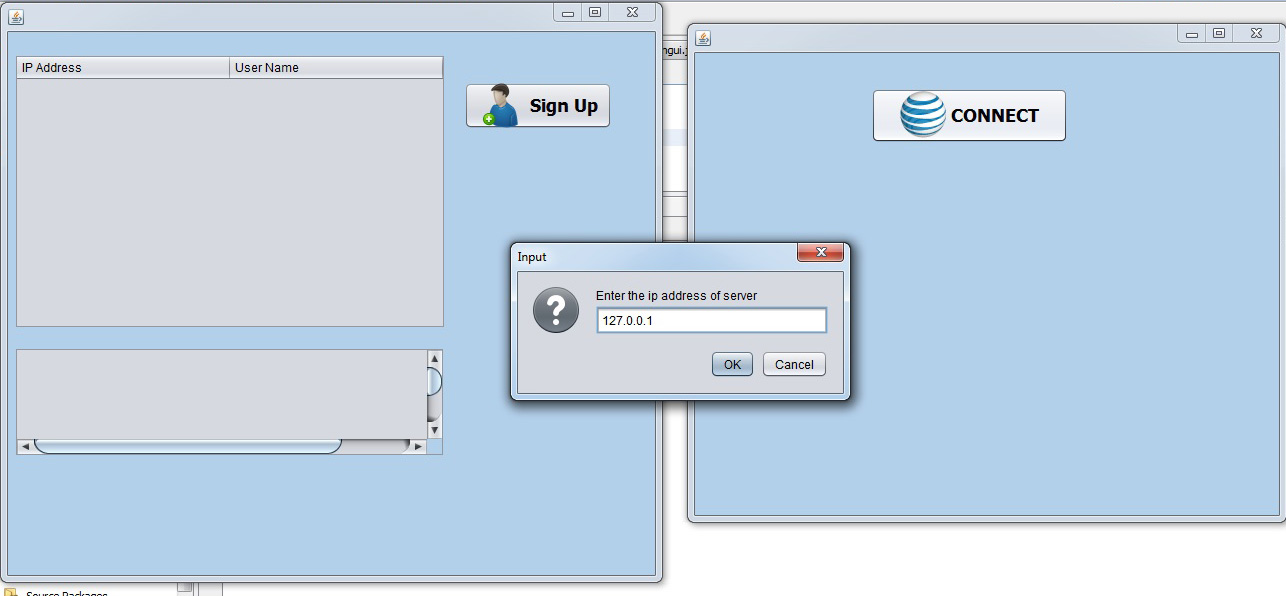 IP Address User Name
Sign Up
CONNECT
Input
Enter the ip address of server
127.0.0.1
OK Cancel
Source Packages